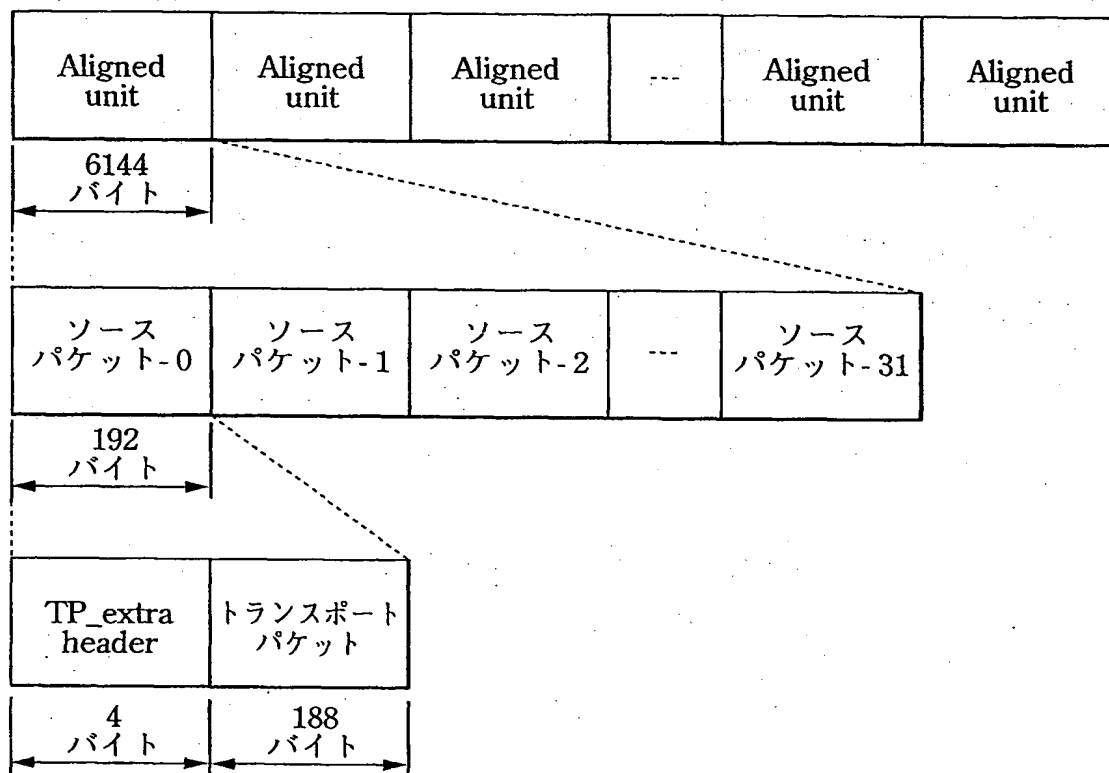 Aligned
unit
Aligned
unit
Aligned
unit
---
Aligned
unit
Aligned
unit
6144
バイト
ソース
パケット-0
ソース
パケット-1
ソース
パケット-2
---
ソース
パケット-31
192
バイト
TP_extra
header
トランスポート
パケット
4
バイト
188
バイト